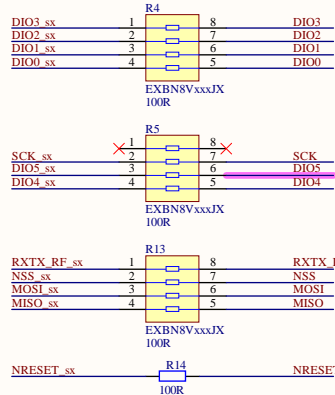 R4
DIO3_sx 1 8 DIO3
DIO2_sx 2 7 DIO2
DIO1_sx 3 6 DIO1
DIO0_sx 4 5 DIO0
EXBN8VxxxJX
100R
R5
1 8
SCK_sx 2 7 SCK
DIO5_sx 3 6 DIO5
DIO4_sx 4 5 DIO4
EXBN8VxxxJX
100R
R13
RXTX_RF_sx 1 8 RXTX_
NSS_sx 2 7 NSS
MOSI_sx 3 6 MOSI
MISO_sx 4 5 MISO
EXBN8VxxxJX
100R
R14
NRESET_sx NRESET
100R